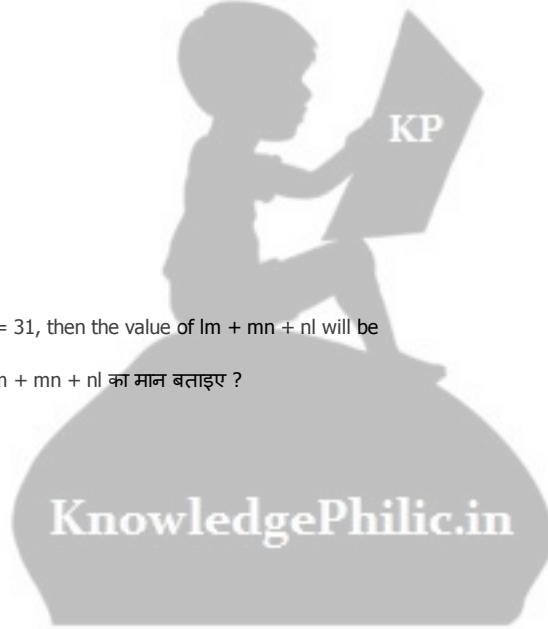 KP
= 31, then the value of lm + mn + nl will be
m + mn + nl का मान बताइए ?
KnowledgePhilic.in